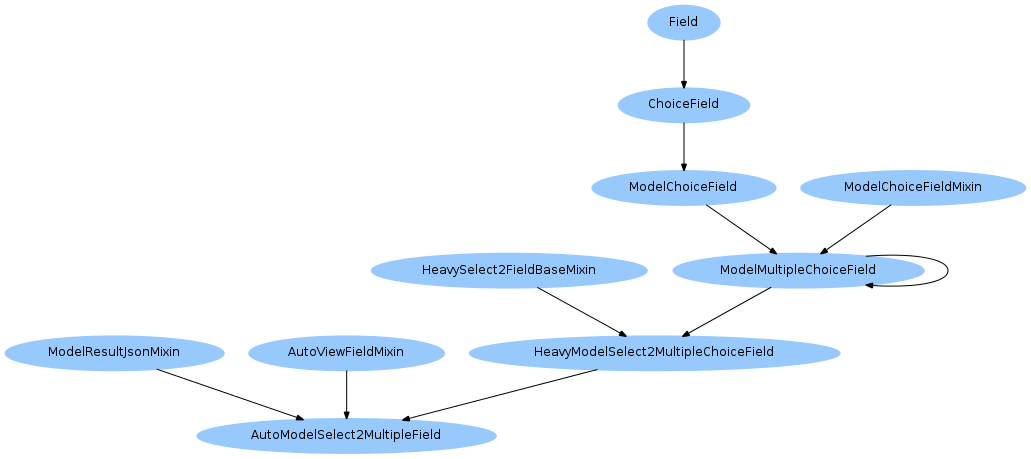 Field
ChoiceField
ModelChoiceField
ModelChoiceFieldMixin
HeavySelect2FieldBaseMixin
ModelMultipleChoiceField
ModelResultJsonMixin
AutoViewFieldMixin
HeavyModelSelect2MultipleChoiceField
AutoModelSelect2MultipleField